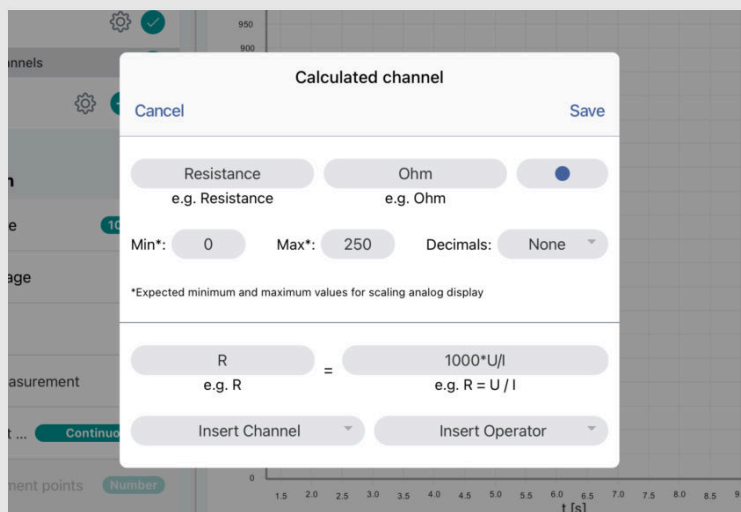 950
900
nnels
Calculated channel
Cancel
Save
Resistance
Ohm
e.g. Resistance
e.g. Ohm
Min*:
0
Max*:
250
Decimals:
None
*Expected minimum and maximum values for scaling analog display
age
R
=
1000*U/I
e.g. R
e.g. R = U / I
asurement
Insert Channel
Insert Operator
t ...
Continuo
ment points
Number
0
1.5 2.0 2.5 3.0 3.5 4.0 4.5 5.0 5.5 6.0 6.5 7.0 7.5 8.0 8.5 9.
t [s]